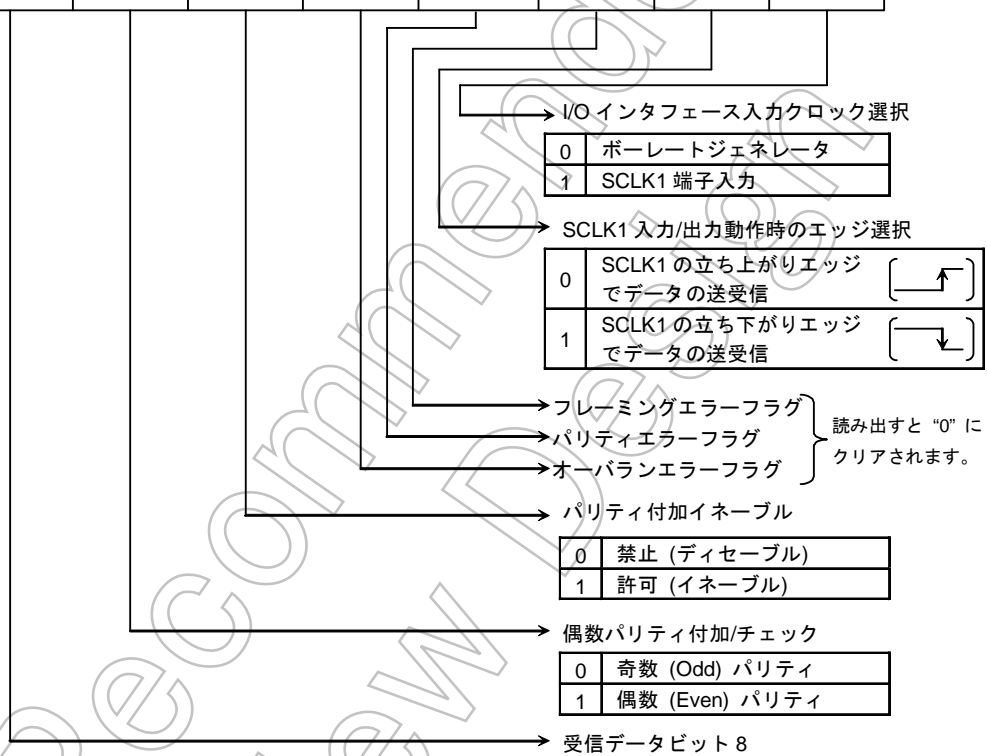 I/O インタフェース入力クロック選択
0 ボーレートジェネレータ
1 SCLK1 端子入力
SCLK1 入力/出力動作時のエッジ選択
0 SCLK1 の立ち上がりエッジ
でデータの送受信
1 SCLK1 の立ち下がりエッジ
でデータの送受信
フレーミングエラーフラグ
パリティエラーフラグ
オーバランエラーフラグ
読み出すと “0” に
クリアされます。
パリティ付加イネーブル
0 禁止 (ディセーブル)
1 許可 (イネーブル)
偶数パリティ付加/チェック
0 奇数 (Odd) パリティ
1 偶数 (Even) パリティ
受信データビット 8